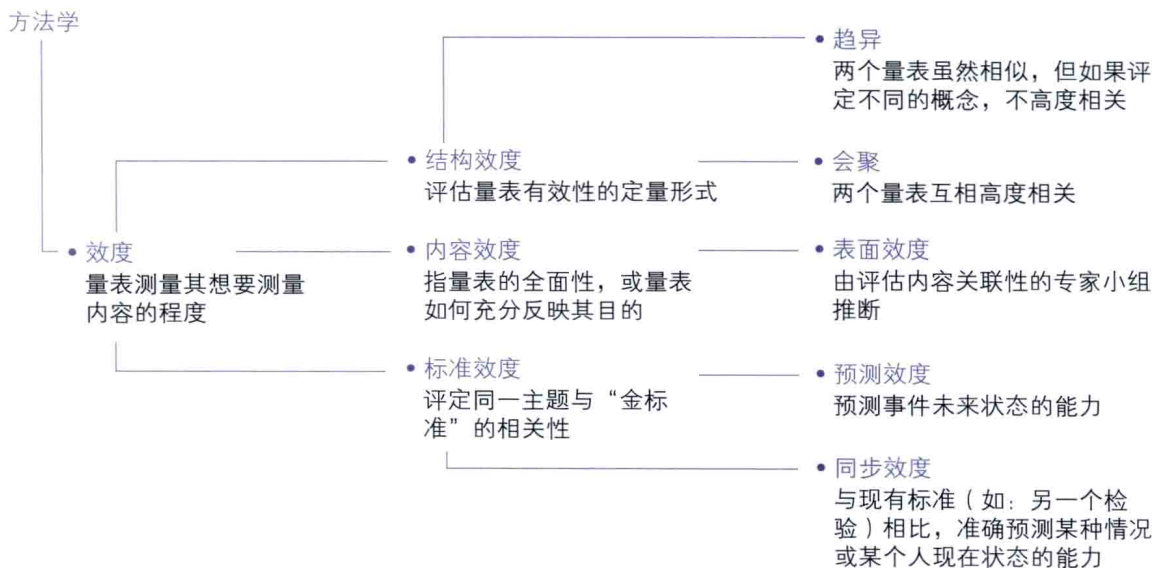 方法学
趋异
两个量表虽然相似，但如果评
定不同的概念，不高度相关
结构效度
评估量表有效性的定量形式
会聚
两个量表互相高度相关
效度
量表测量其想要测量
内容的程度
内容效度
指量表的全面性，或量表
如何充分反映其目的
表面效度
由评估内容关联性的专家小组
推断
标准效度
评定同一主题与“金标
准”的相关性
预测效度
预测事件未来状态的能力
同步效度
与现有标准（如：另一个检
验）相比，准确预测某种情况
或某个人现在状态的能力